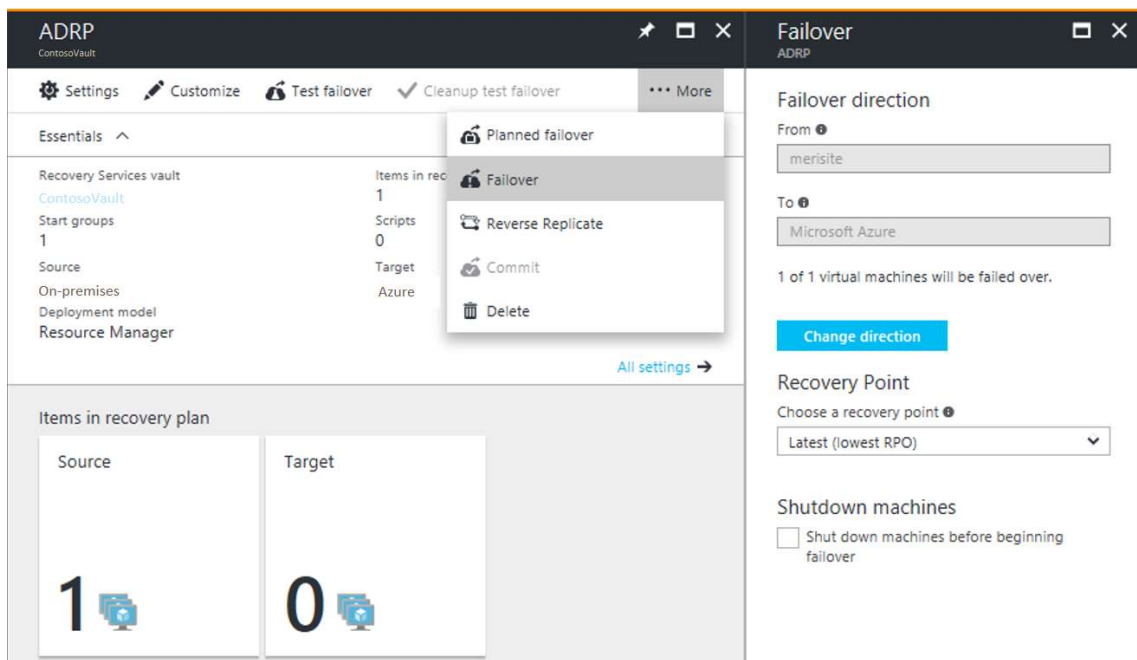 ADRP
ContosoVault
Settings Customize Test failover Cleanup test failover ••• More
Essentials
Recovery Services vault
ContosoVault
Start groups
1
Source
On-premises
Deployment model
Resource Manager
Items in rec
1
Scripts
0
Target
Azure
Planned failover
Failover
Reverse Replicate
Commit
Delete
All settings →
Items in recovery plan
Source
1
Target
0
Failover
ADRP
Failover direction
From
merisite
To
Microsoft Azure
1 of 1 virtual machines will be failed over.
Change direction
Recovery Point
Choose a recovery point
Latest (lowest RPO)
Shutdown machines
Shut down machines before beginning
failover